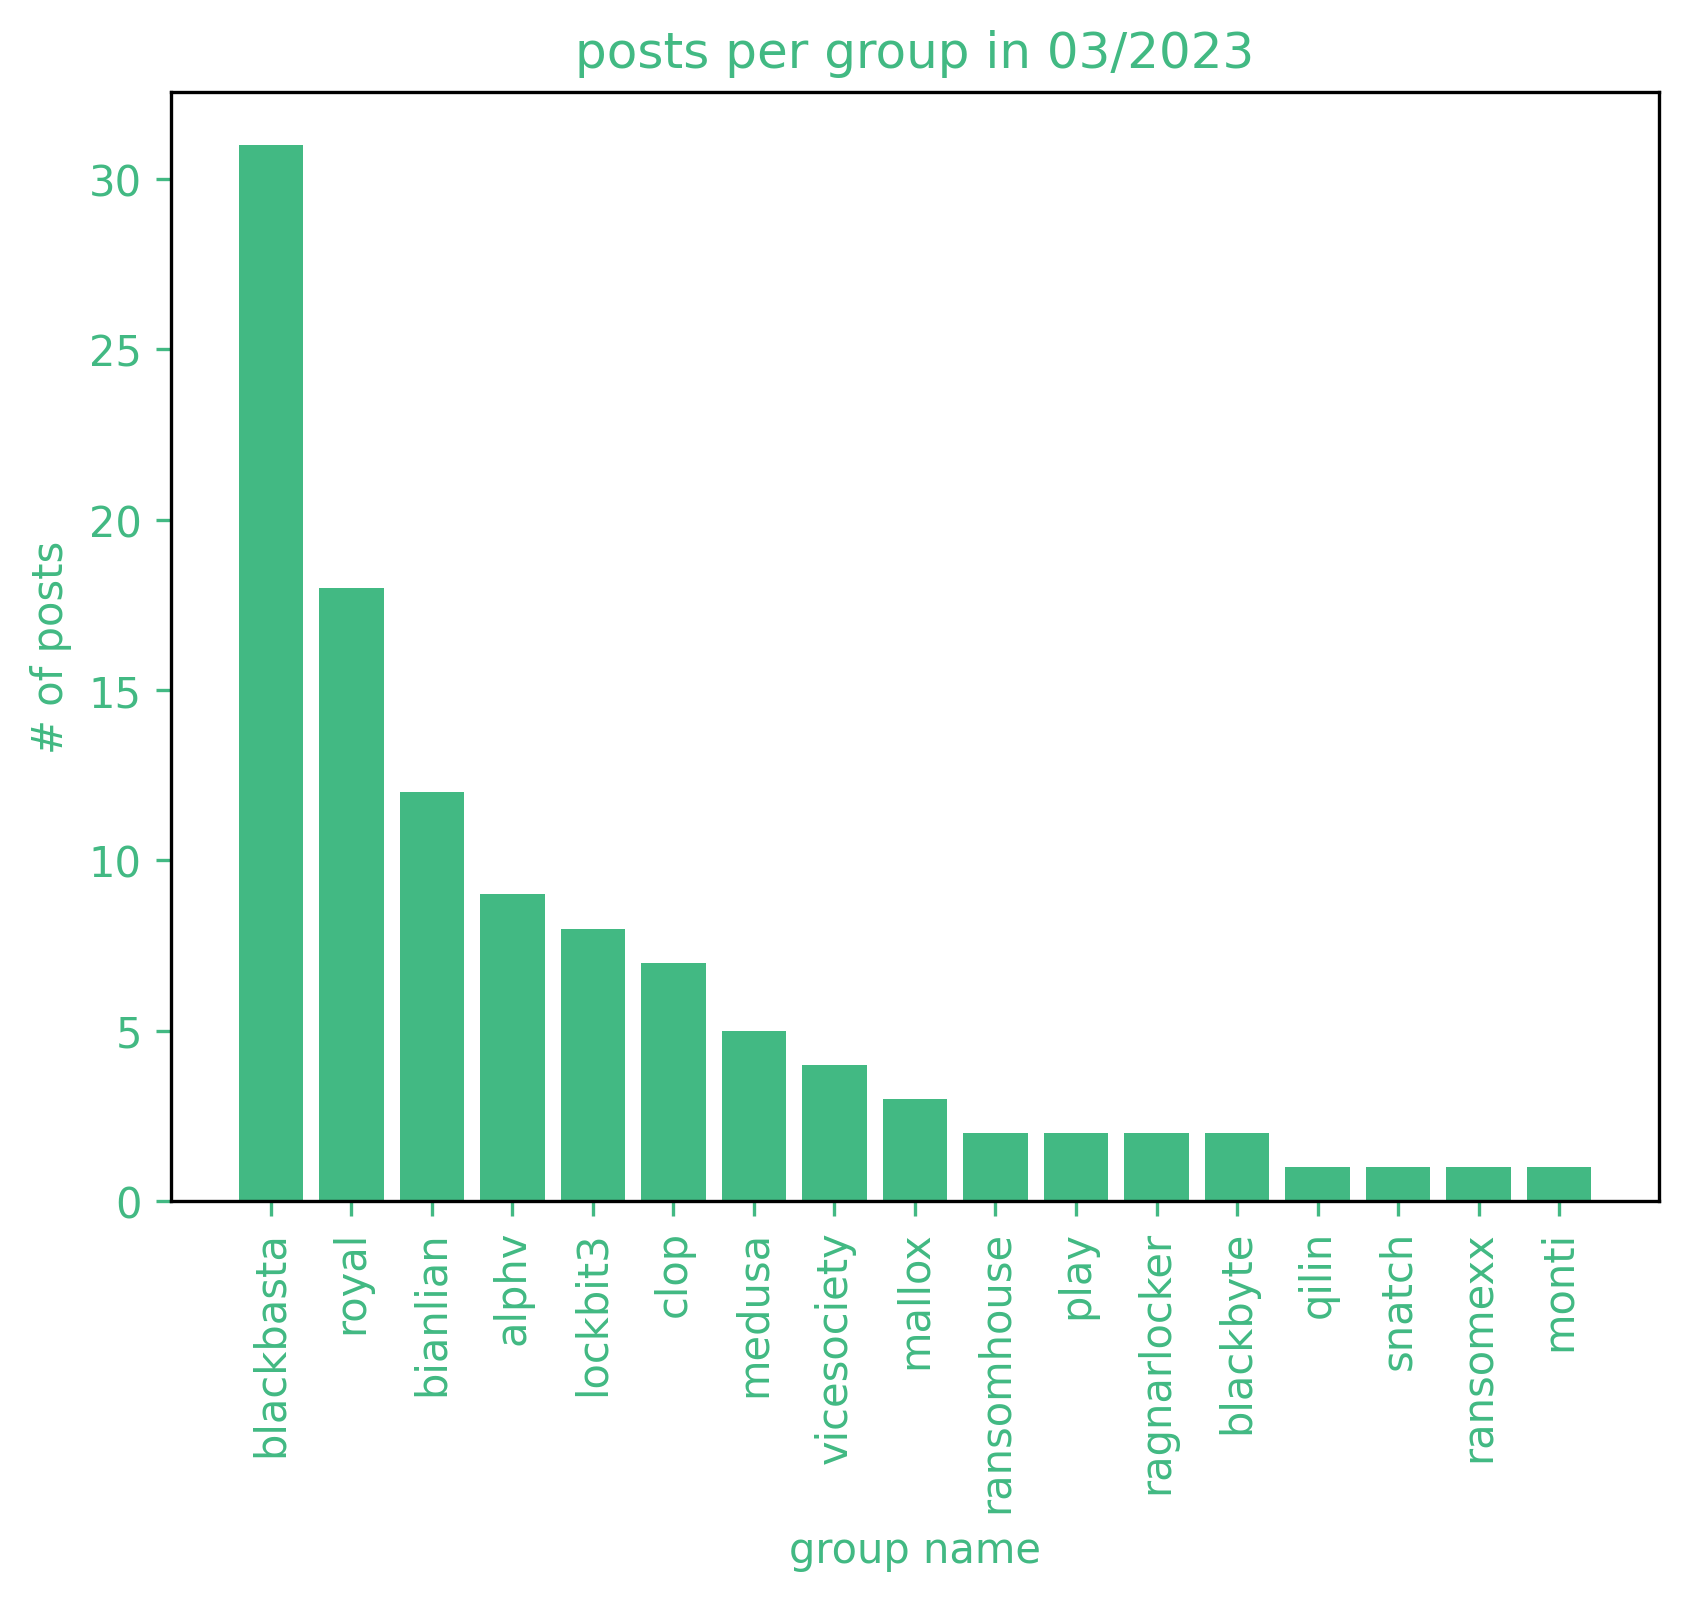 posts per group in 03/2023
# of posts
30
25
20
15
10
5
0
blackbasta
royal
bianlian
alphv
lockbit3
clop
medusa
vicesociety
mallox
ransomhouse
play
ragnarlocker
blackbyte
qilin
snatch
ransomexx
monti
group name